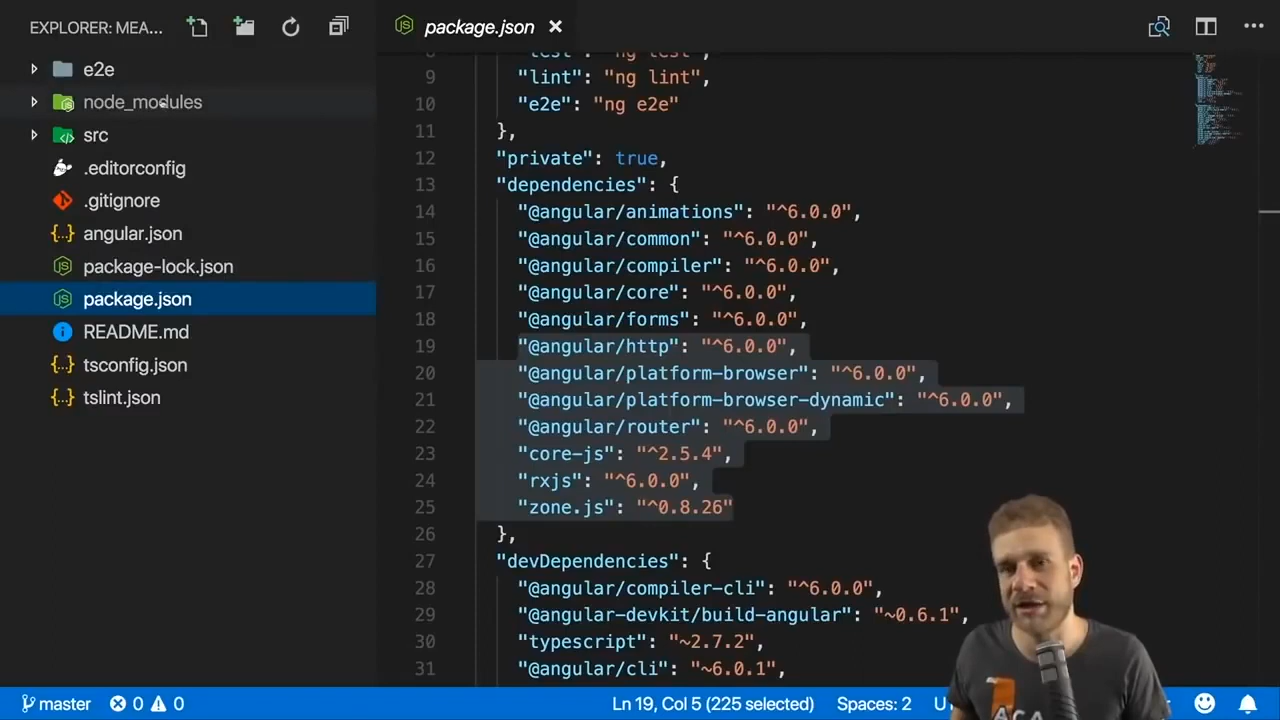 EXPLORER: MEA...
package.json
e2e
node_modules
src
.editorconfig
.gitignore
angular.json
package-lock.json
package.json
README.md
tsconfig.json
tslint.json
8 "test": "ng test",
9 "lint": "ng lint",
10 "e2e": "ng e2e"
11 },
12 "private": true,
13 "dependencies": {
14 "@angular/animations": "^6.0.0",
15 "@angular/common": "^6.0.0",
16 "@angular/compiler": "^6.0.0",
17 "@angular/core": "^6.0.0",
18 "@angular/forms": "^6.0.0",
19 "@angular/http": "^6.0.0",
20 "@angular/platform-browser": "^6.0.0",
21 "@angular/platform-browser-dynamic": "^6.0.0",
22 "@angular/router": "^6.0.0",
23 "core-js": "^2.5.4",
24 "rxjs": "^6.0.0",
25 "zone.js": "^0.8.26"
26 },
27 "devDependencies": {
28 "@angular/compiler-cli": "^6.0.0",
29 "@angular-devkit/build-angular": "~0.6.1",
30 "typescript": "~2.7.2",
31 "@angular/cli": "~6.0.1",
ACA
master 0 0 Ln 19, Col 5 (225 selected) Spaces: 2